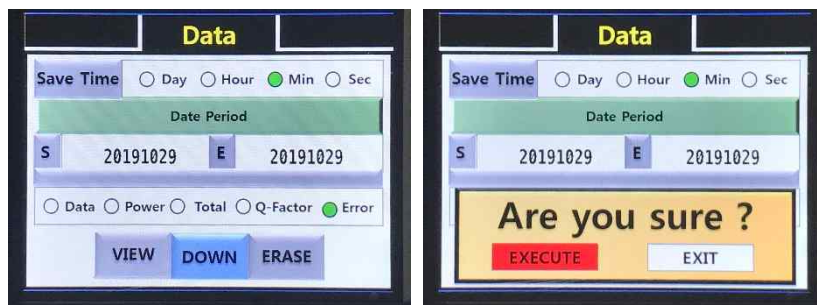 Data
Save Time Day Hour Min Sec
Date Period
S 20191029 E 20191029
Data Power Total Q-Factor Error
VIEW DOWN ERASE
Data
Save Time Day Hour Min Sec
Date Period
S 20191029 E 20191029
Are you sure ?
EXECUTE EXIT